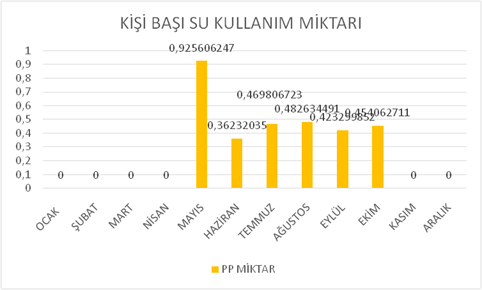 KİŞİ BAŞI SU KULLANIM MİKTARI
1
0,9
0,8
0,7
0,6
0,5
0,4
0,3
0,2
0,1
0
0
0
0
0
0,925606247
0,36232035
0,469806723
0,482634491
0,423299852
0,454062711
0
0
OCAK
ŞUBAT
MART
NİSAN
MAYIS
HAZİRAN
TEMMUZ
AĞUSTOS
EYLÜL
EKİM
KASIM
ARALIK
PP MİKTAR